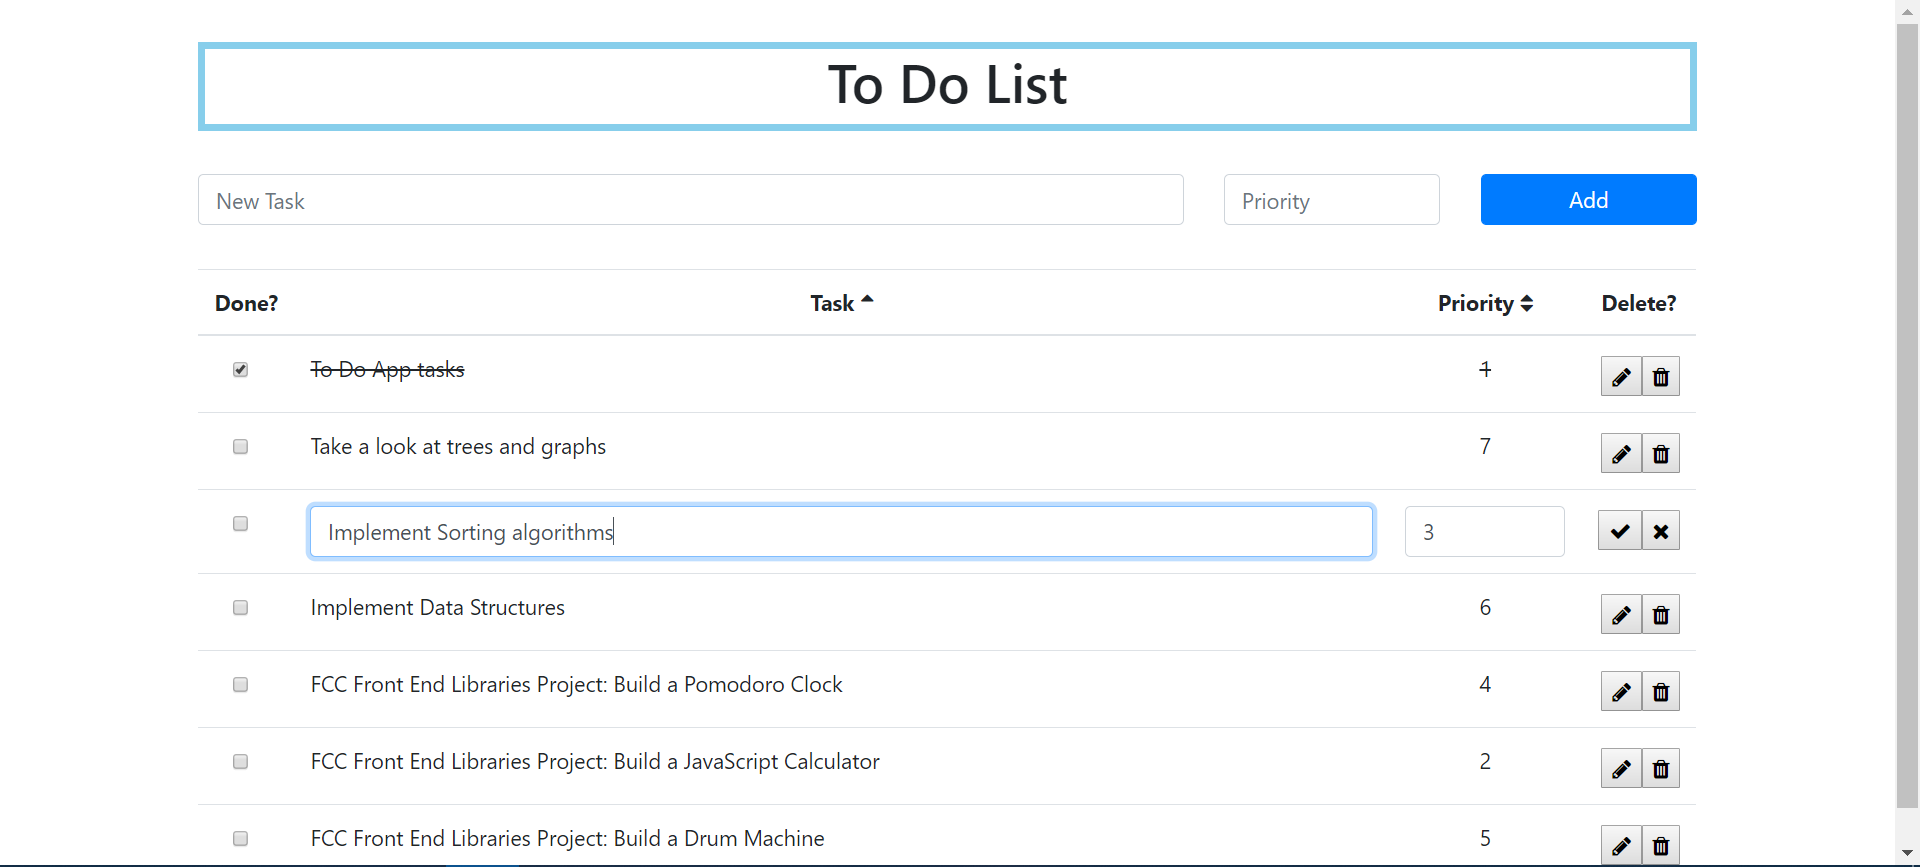 To Do List
New Task Priority Add
Done? Task Priority Delete?
To Do App tasks 1
Take a look at trees and graphs 7
Implement Sorting algorithms 3
Implement Data Structures 6
FCC Front End Libraries Project: Build a Pomodoro Clock 4
FCC Front End Libraries Project: Build a JavaScript Calculator 2
FCC Front End Libraries Project: Build a Drum Machine 5